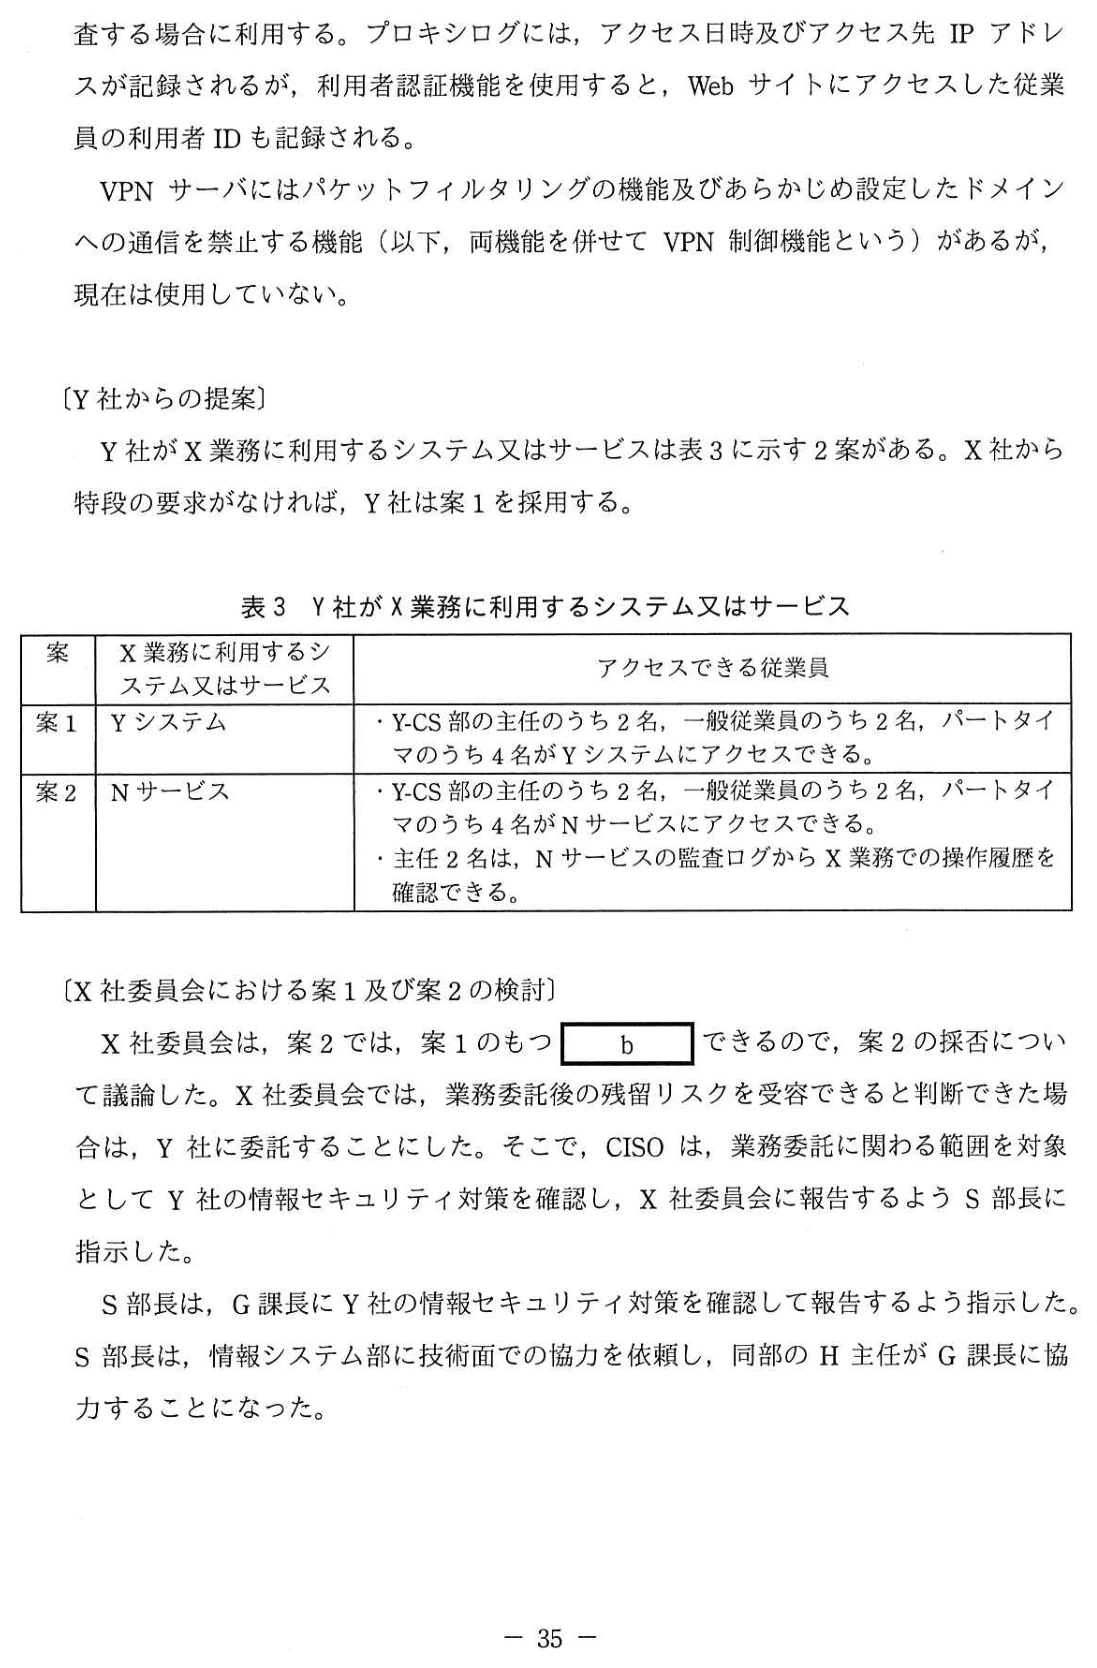 査する場合に利用する。プロキシログには，アクセス日時及びアクセス先 IP アドレ
スが記録されるが，利用者認証機能を使用すると，Web サイトにアクセスした従業
員の利用者 ID も記録される。
VPN サーバにはパケットフィルタリングの機能及びあらかじめ設定したドメイン
への通信を禁止する機能（以下，両機能を併せて VPN 制御機能という）があるが，
現在は使用していない。
〔Y 社からの提案〕
Y 社が X 業務に利用するシステム又はサービスは表 3 に示す 2 案がある。X 社から
特段の要求がなければ，Y 社は案 1 を採用する。
表 3　Y 社が X 業務に利用するシステム又はサービス
案
X 業務に利用するシ
ステム又はサービス
アクセスできる従業員
案 1
Y システム
・Y-CS 部の主任のうち 2 名，一般従業員のうち 2 名，パートタイ
マのうち 4 名が Y システムにアクセスできる。
案 2
N サービス
・Y-CS 部の主任のうち 2 名，一般従業員のうち 2 名，パートタイ
マのうち 4 名が N サービスにアクセスできる。
・主任 2 名は，N サービスの監査ログから X 業務での操作履歴を
確認できる。
〔X 社委員会における案 1 及び案 2 の検討〕
X 社委員会は，案 2 では，案 1 のもつ b できるので，案 2 の採否につい
て議論した。X 社委員会では，業務委託後の残留リスクを受容できると判断できた場
合は，Y 社に委託することにした。そこで，CISO は，業務委託に関わる範囲を対象
として Y 社の情報セキュリティ対策を確認し，X 社委員会に報告するよう S 部長に
指示した。
S 部長は，G 課長に Y 社の情報セキュリティ対策を確認して報告するよう指示した。
S 部長は，情報システム部に技術面での協力を依頼し，同部の H 主任が G 課長に協
力することになった。
－ 35 －